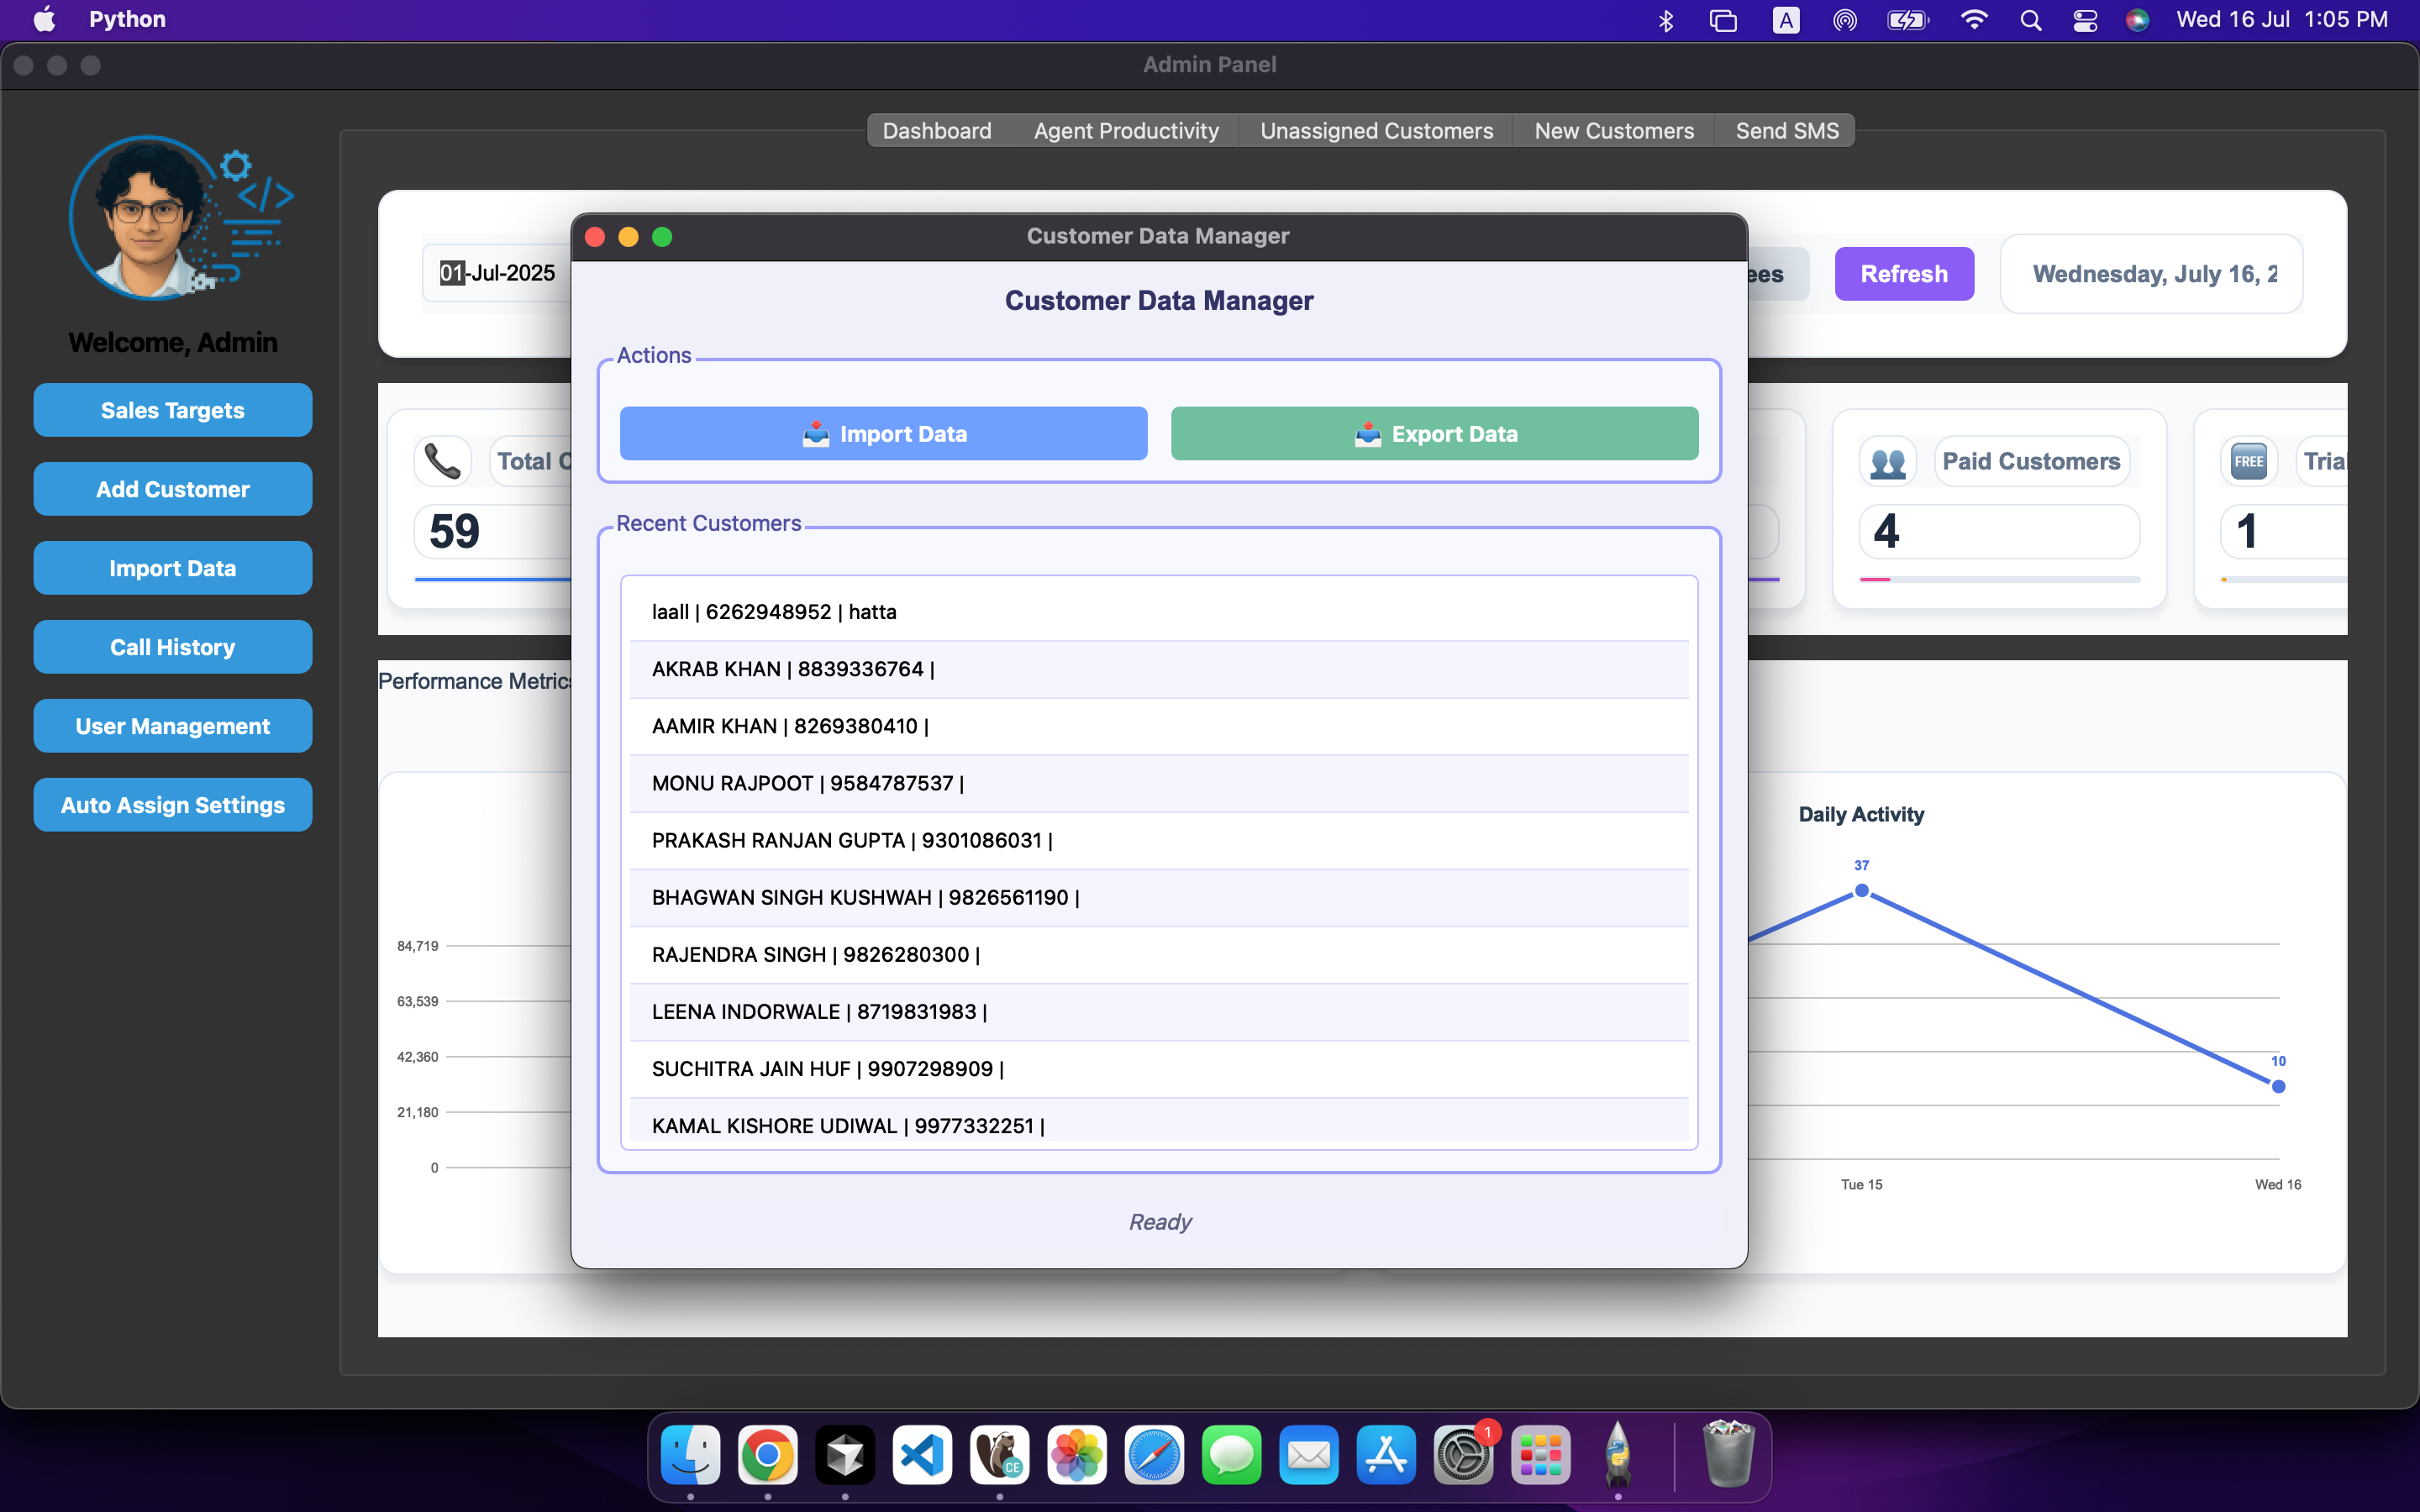 Python
A
Wed 16 Jul 1:05 PM
Admin Panel
Dashboard
Agent Productivity
Unassigned Customers
New Customers
Send SMS
Welcome, Admin
Sales Targets
Add Customer
Import Data
Call History
User Management
Auto Assign Settings
01-Jul-2025
ees
Refresh
Wednesday, July 16, 2
Total C
59
Paid Customers
4
FREE
Trial
1
Performance Metrics
84,719
63,539
42,360
21,180
0
Daily Activity
37
10
Tue 15
Wed 16
Customer Data Manager
Customer Data Manager
Actions
Import Data
Export Data
Recent Customers
laall | 6262948952 | hatta
AKRAB KHAN | 8839336764 |
AAMIR KHAN | 8269380410 |
MONU RAJPOOT | 9584787537 |
PRAKASH RANJAN GUPTA | 9301086031 |
BHAGWAN SINGH KUSHWAH | 9826561190 |
RAJENDRA SINGH | 9826280300 |
LEENA INDORWALE | 8719831983 |
SUCHITRA JAIN HUF | 9907298909 |
KAMAL KISHORE UDIWAL | 9977332251 |
Ready
CE
1